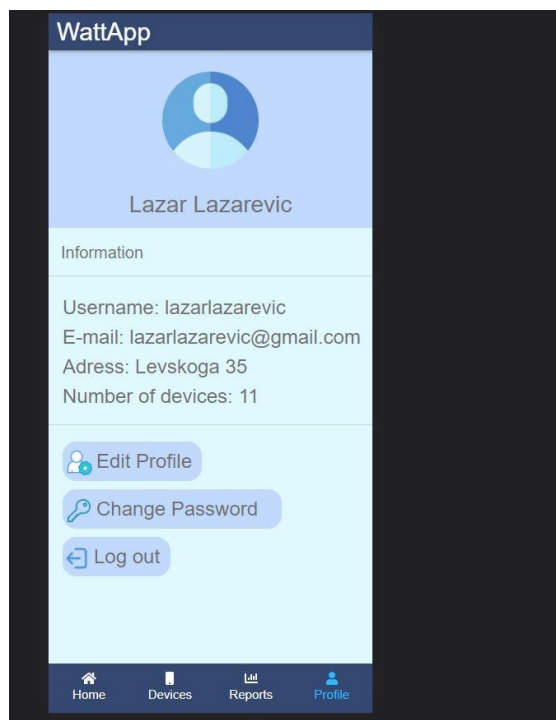 WattApp
Lazar Lazarevic
Information
Username: lazarlazarevic
E-mail: lazarlazarevic@gmail.com
Adress: Levskoga 35
Number of devices: 11
Edit Profile
Change Password
Log out
Home Devices Reports Profile